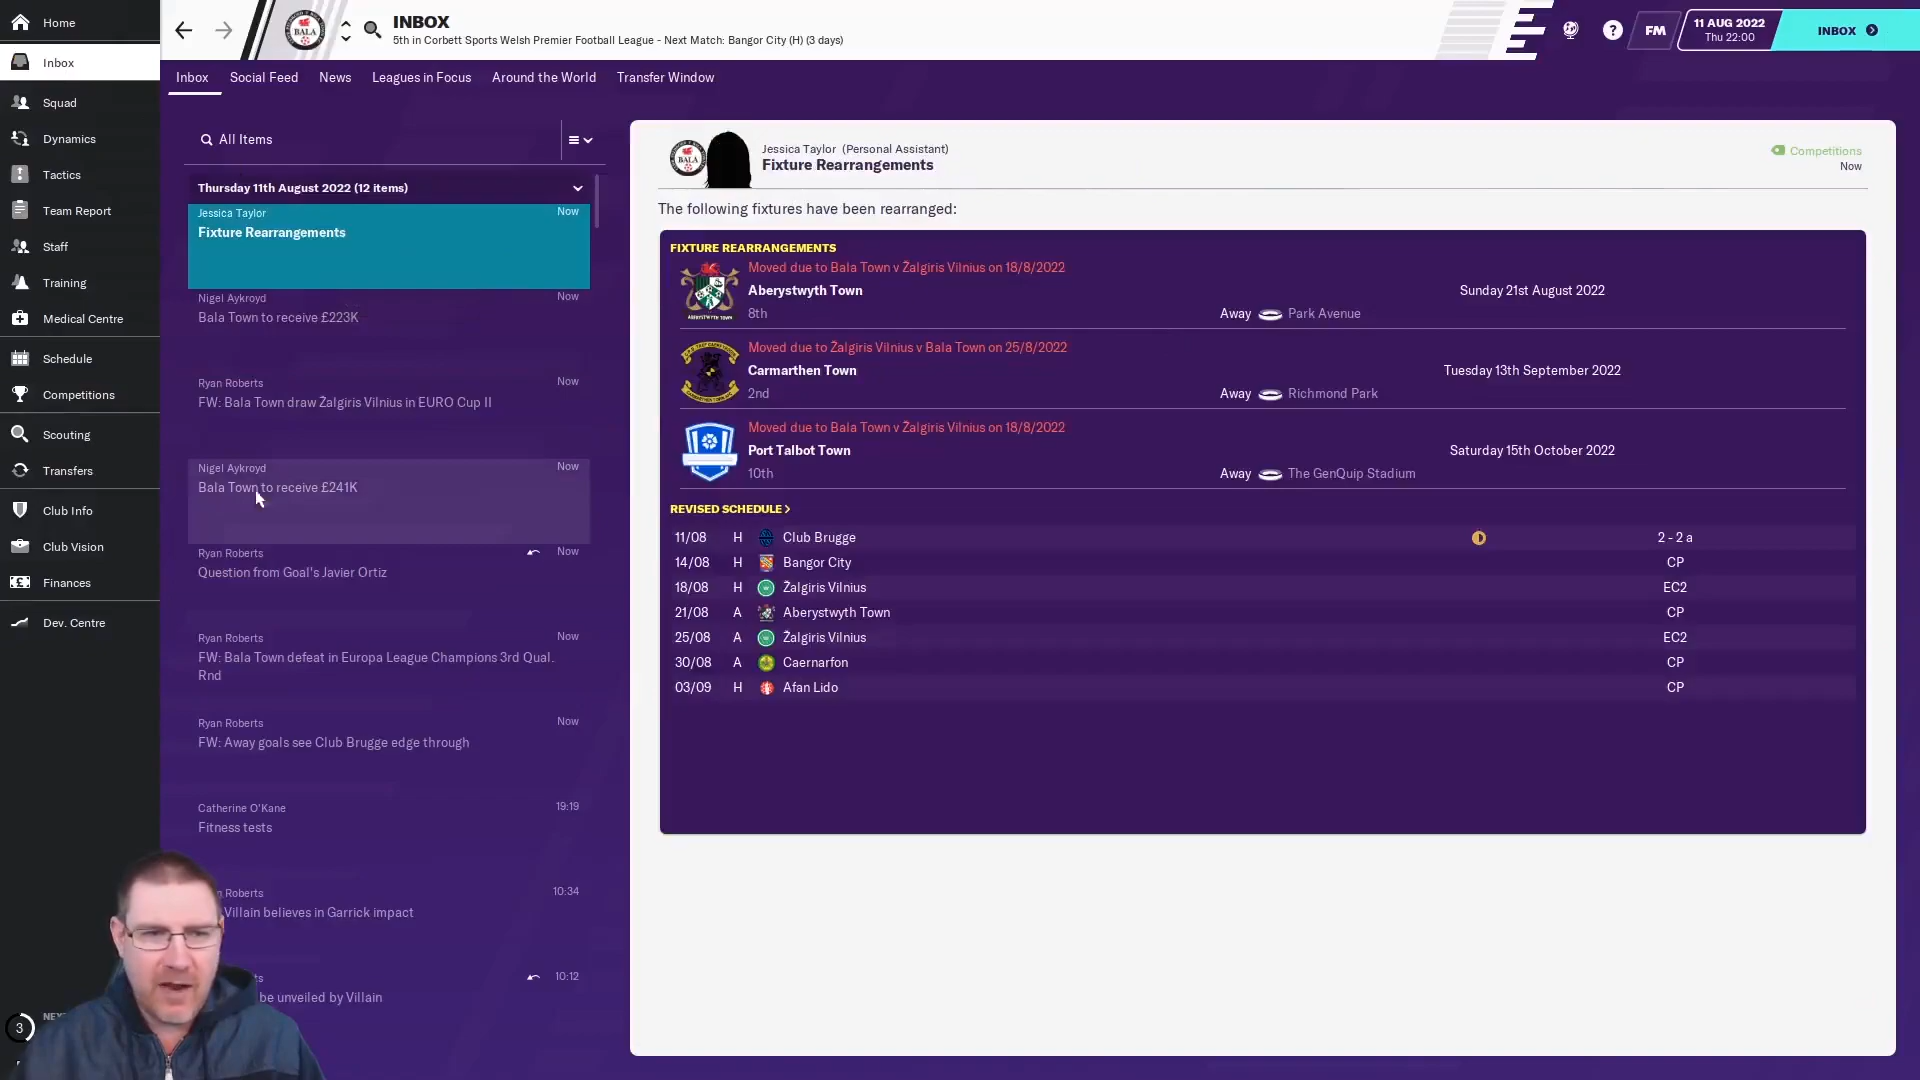 Home
Inbox
Squad
Dynamics
Tactics
Team Report
Staff
Training
Medical Centre
Schedule
Competitions
Scouting
Transfers
Club Info
Club Vision
Finances
Dev. Centre
3
BALA
INBOX
5th in Corbett Sports Welsh Premier Football League - Next Match: Bangor City (H) (3 days)
?
FM
11 AUG 2022
Thu 22:00
INBOX
Inbox Social Feed News Leagues in Focus Around the World Transfer Window
All Items
Thursday 11th August 2022 (12 items)
Jessica Taylor Now
Fixture Rearrangements
Nigel Aykroyd Now
Bala Town to receive £223K
Ryan Roberts Now
FW: Bala Town draw Žalgiris Vilnius in EURO Cup II
Nigel Aykroyd Now
Bala Town to receive £241K
Ryan Roberts Now
Question from Goal's Javier Ortiz
Ryan Roberts Now
FW: Bala Town defeat in Europa League Champions 3rd Qual.
Rnd
Ryan Roberts Now
FW: Away goals see Club Brugge edge through
Catherine O'Kane 19:19
Fitness tests
Roberts 10:34
Villain believes in Garrick impact
10:12
be unveiled by Villain
BALA
Jessica Taylor (Personal Assistant)
Fixture Rearrangements
Competitions
Now
The following fixtures have been rearranged:
FIXTURE REARRANGEMENTS
Moved due to Bala Town v Žalgiris Vilnius on 18/8/2022
Aberystwyth Town Sunday 21st August 2022
8th Away Park Avenue
Moved due to Žalgiris Vilnius v Bala Town on 25/8/2022
Carmarthen Town Tuesday 13th September 2022
2nd Away Richmond Park
Moved due to Bala Town v Žalgiris Vilnius on 18/8/2022
Port Talbot Town Saturday 15th October 2022
10th Away The GenQuip Stadium
REVISED SCHEDULE >
11/08 H Club Brugge 2 - 2 a
14/08 H Bangor City CP
18/08 H Žalgiris Vilnius EC2
21/08 A Aberystwyth Town CP
25/08 A Žalgiris Vilnius EC2
30/08 A Caernarfon CP
03/09 H Afan Lido CP